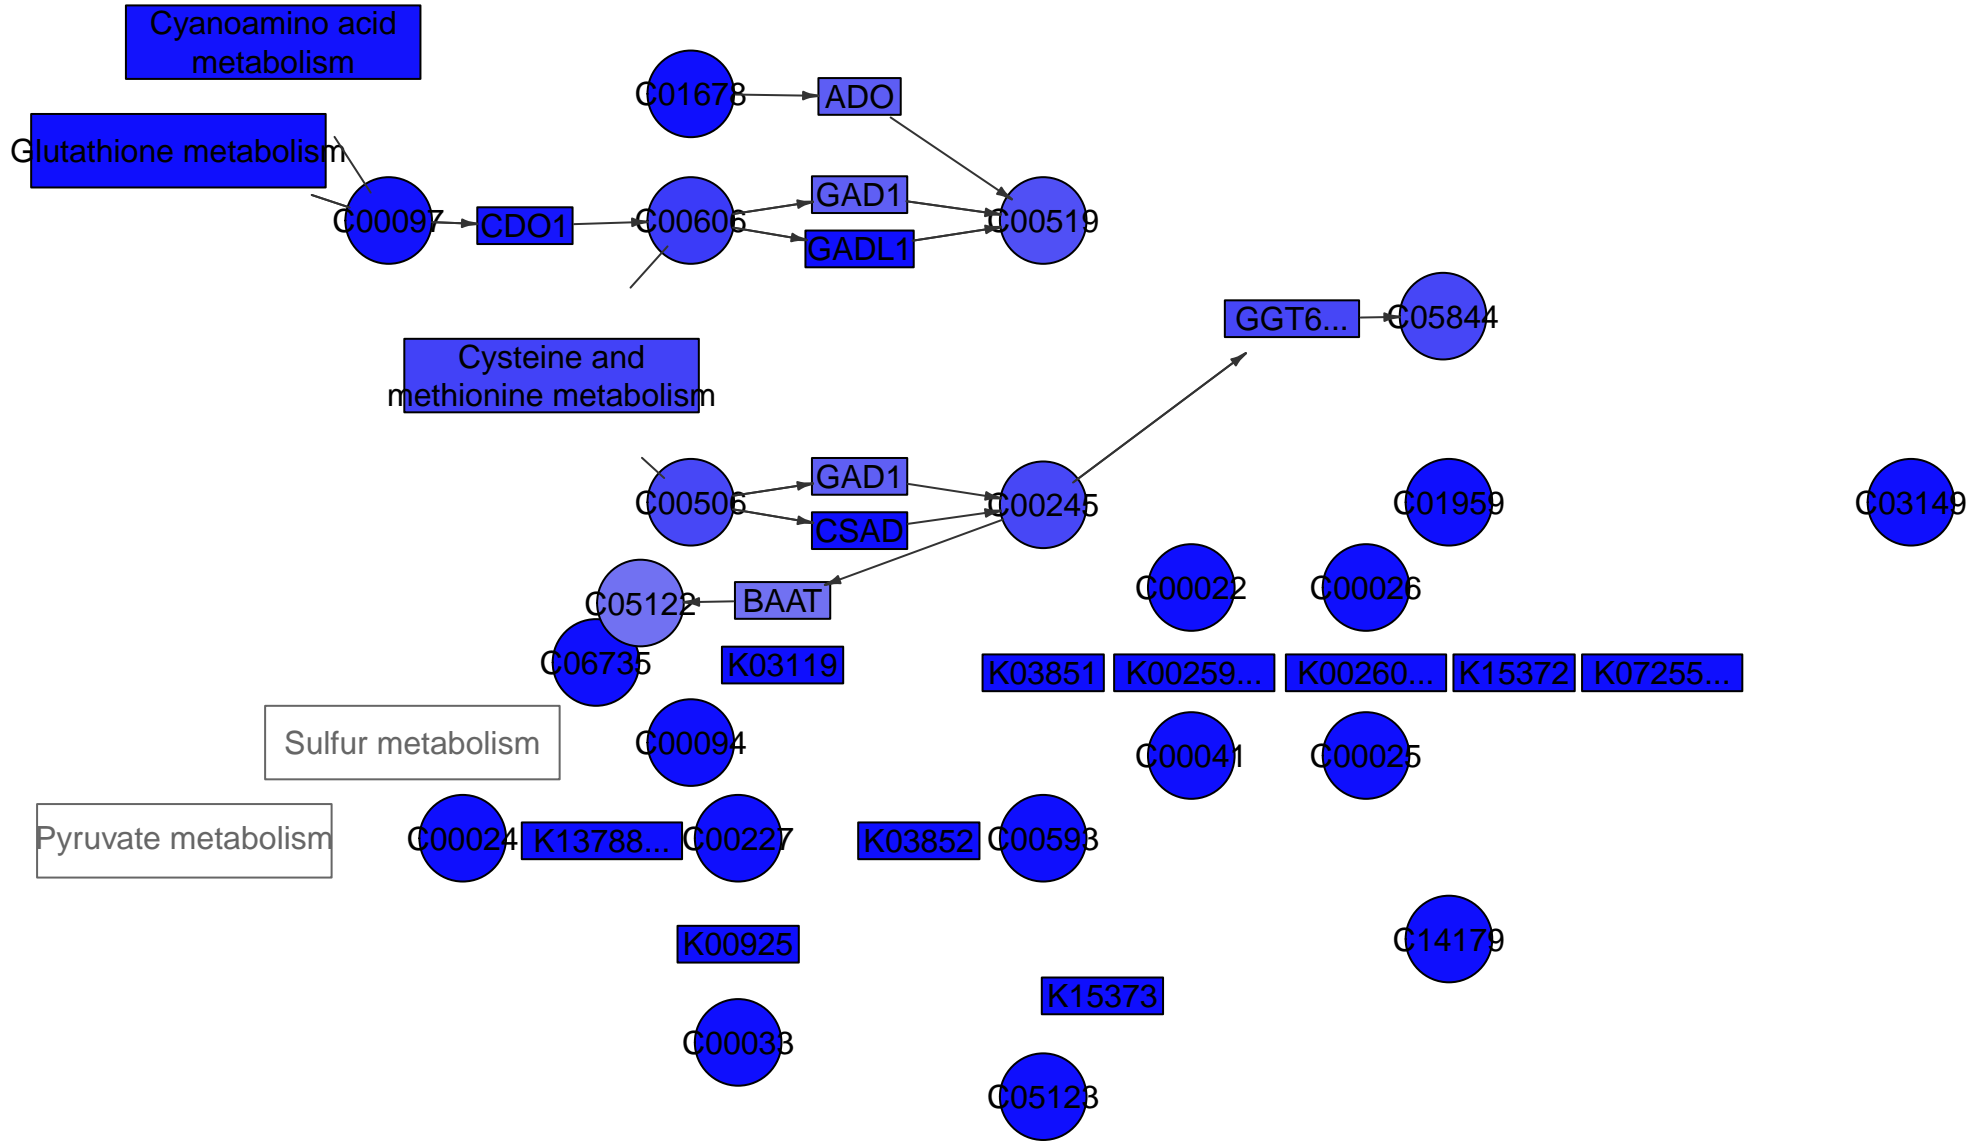 Cyanoamino acid
metabolism
C01678
ADO
Glutathione metabolism
C00097
CDO1
C00606
GAD1
GADL1
C00519
GGT6...
C05844
Cysteine and
methionine metabolism
C00506
GAD1
CSAD
C00245
C01959
C03149
C05122
BAAT
C00022
C00026
C06735
K03119
K03851
K00259...
K00260...
K15372
K07255...
Sulfur metabolism
C00094
C00041
C00025
Pyruvate metabolism
C00024
K13788...
C00227
K03852
C00593
K00925
C14179
K15373
C00033
C05123